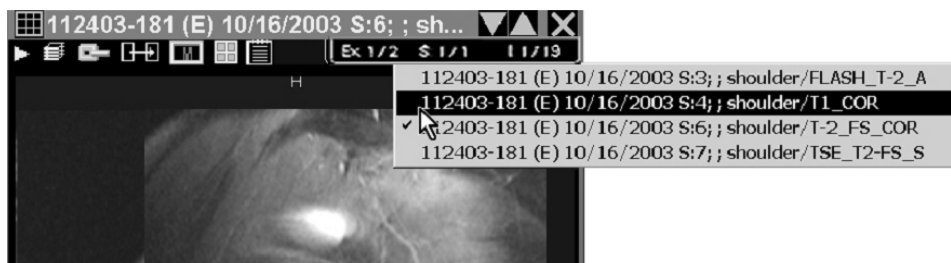 112403-181 (E) 10/16/2003 S:6; ; sh...
M Ex 1/2 S 1/1 I 1/19
H
112403-181 (E) 10/16/2003 S:3; ; shoulder/FLASH_T-2_A
112403-181 (E) 10/16/2003 S:4; ; shoulder/T1_COR
112403-181 (E) 10/16/2003 S:6; ; shoulder/T-2_FS_COR
112403-181 (E) 10/16/2003 S:7; ; shoulder/TSE_T2-FS_S